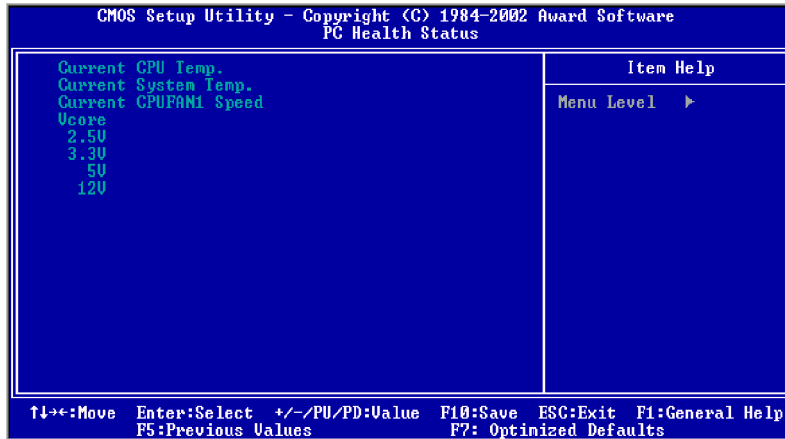 CMOS Setup Utility - Copyright (C) 1984-2002 Award Software
PC Health Status
Current CPU Temp.
Current System Temp.
Current CPUFAN1 Speed
Vcore
2.5V
3.3V
5V
12V
Item Help
Menu Level ▶
↑↓→←:Move Enter:Select +/-/PU/PD:Value F10:Save ESC:Exit F1:General Help
F5:Previous Values F7: Optimized Defaults